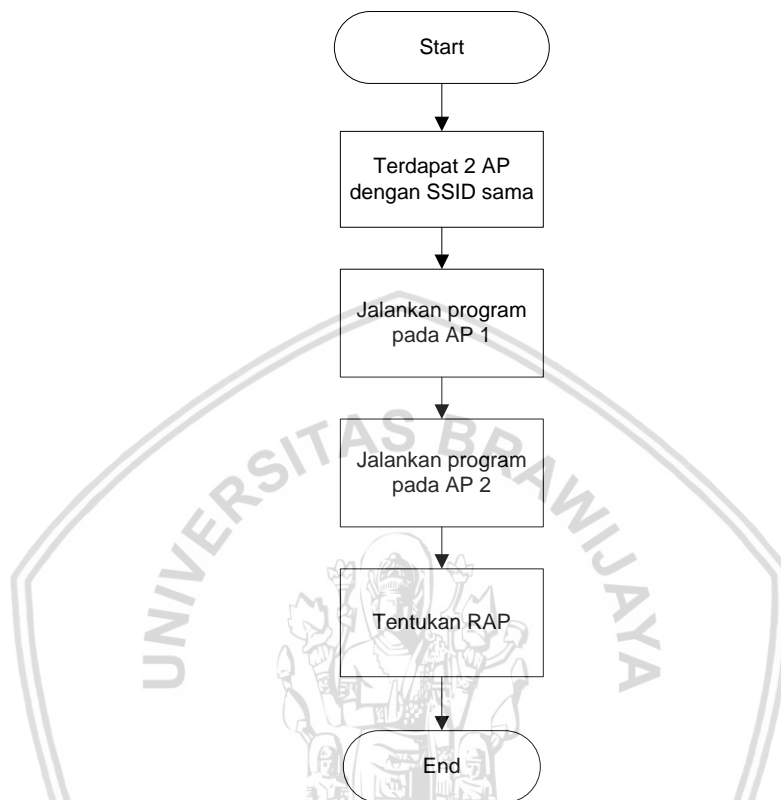 Start
Terdapat 2 AP
dengan SSID sama
Jalankan program
pada AP 1
UNIVERSITAS BRAWIJAYA
Jalankan program
pada AP 2
Tentukan RAP
End